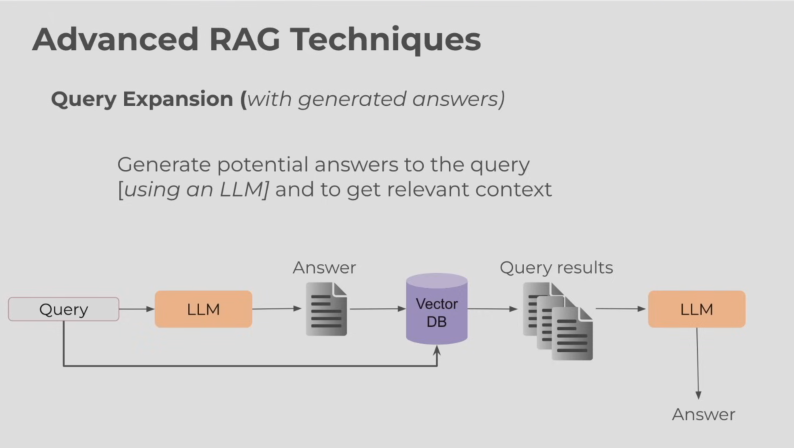 Advanced RAG Techniques
Query Expansion (with generated answers)
Generate potential answers to the query
[using an LLM] and to get relevant context
Answer
Query results
Query
LLM
Vector
DB
LLM
Answer